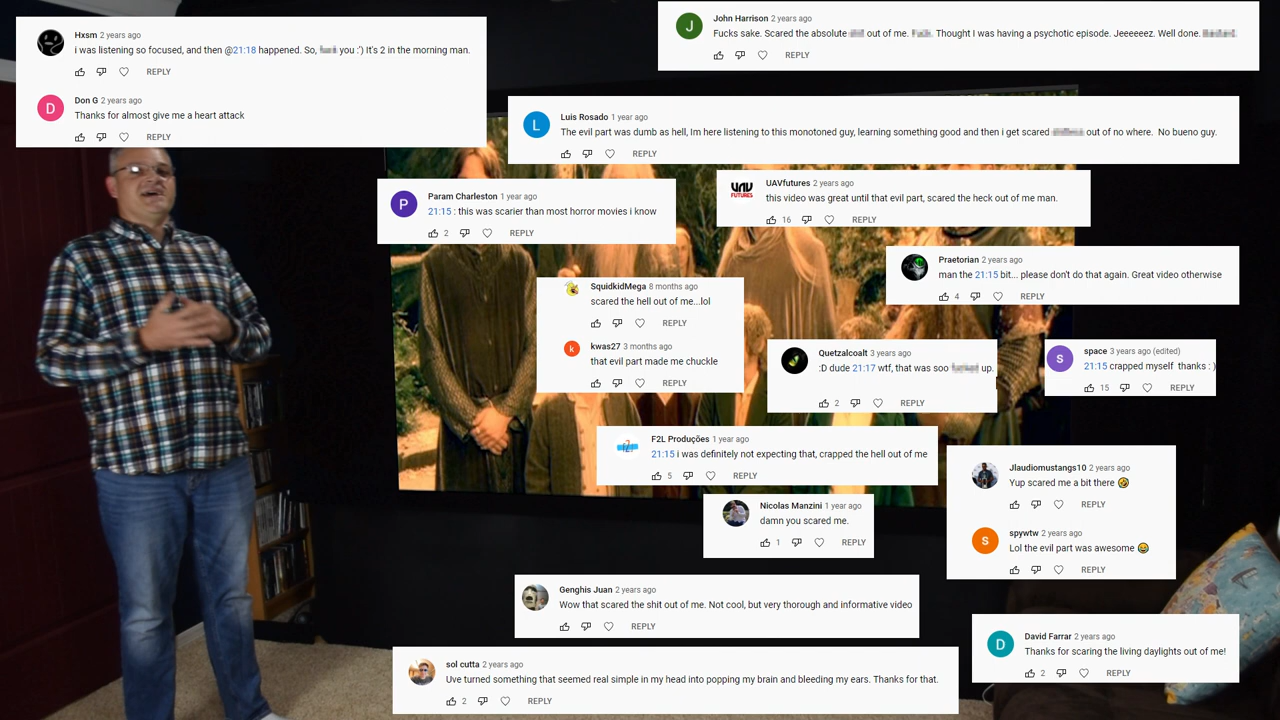 Hxsm 2 years ago
i was listening so focused, and then @21:18 happened. So, you :') It's 2 in the morning man.
REPLY
Don G 2 years ago
Thanks for almost give me a heart attack
REPLY
John Harrison 2 years ago
Fucks sake. Scared the absolute out of me. Thought I was having a psychotic episode. Jeeeeeez. Well done.
REPLY
Luis Rosado 1 year ago
The evil part was dumb as hell, Im here listening to this monotoned guy, learning something good and then i get scared out of no where. No bueno guy.
REPLY
Param Charleston 1 year ago
21:15 : this was scarier than most horror movies i know
2 REPLY
UAV FUTURES
UAVfutures 2 years ago
this video was great until that evil part, scared the heck out of me man.
16 REPLY
Praetorian 2 years ago
man the 21:15 bit... please don't do that again. Great video otherwise
4 REPLY
SquidkidMega 8 months ago
scared the hell out of me...lol
REPLY
kwas27 3 months ago
that evil part made me chuckle
REPLY
Quetzalcoalt 3 years ago
:D dude 21:17 wtf, that was soo up.
2 REPLY
space 3 years ago (edited)
21:15 crapped myself thanks : )
15 REPLY
F2L Produções 1 year ago
21:15 i was definitely not expecting that, crapped the hell out of me
5 REPLY
Jlaudiomustangs10 2 years ago
Yup scared me a bit there 🤣
REPLY
spywtw 2 years ago
Lol the evil part was awesome 😂
REPLY
Nicolas Manzini 1 year ago
damn you scared me.
1 REPLY
Genghis Juan 2 years ago
Wow that scared the shit out of me. Not cool, but very thorough and informative video
REPLY
David Farrar 2 years ago
Thanks for scaring the living daylights out of me!
2 REPLY
sol cutta 2 years ago
Uve turned something that seemed real simple in my head into popping my brain and bleeding my ears. Thanks for that.
2 REPLY